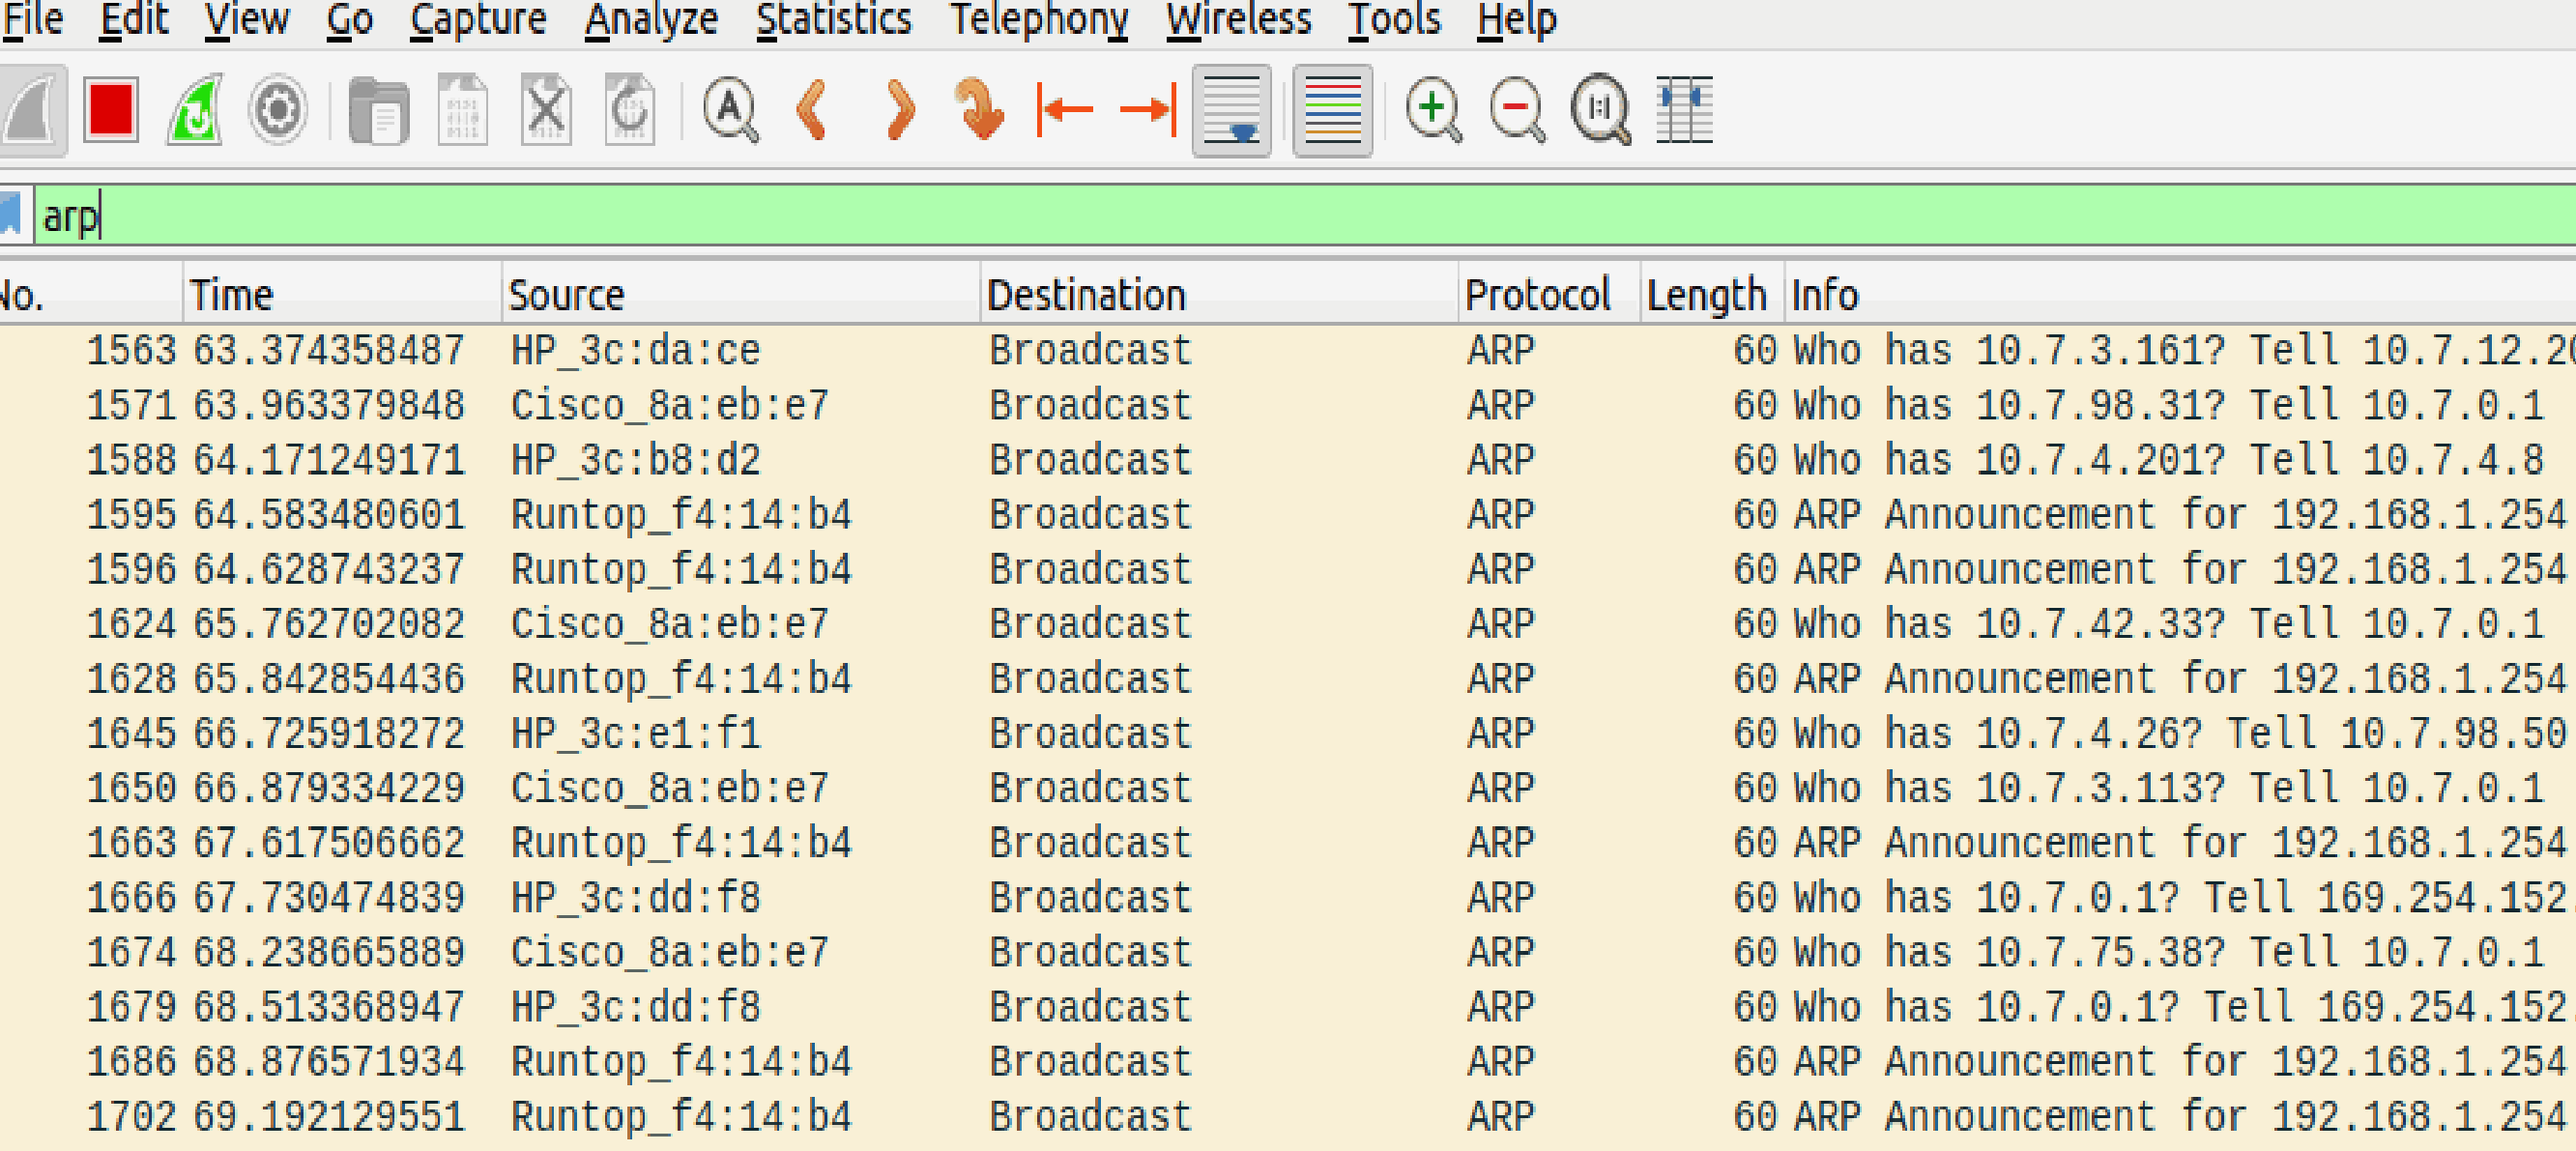 File Edit View Go Capture Analyze Statistics Telephony Wireless Tools Help
arp
No. Time Source Destination Protocol Length Info
1563 63.374358487 HP_3c:da:ce Broadcast ARP 60 Who has 10.7.3.161? Tell 10.7.12.20
1571 63.963379848 Cisco_8a:eb:e7 Broadcast ARP 60 Who has 10.7.98.31? Tell 10.7.0.1
1588 64.171249171 HP_3c:b8:d2 Broadcast ARP 60 Who has 10.7.4.201? Tell 10.7.4.8
1595 64.583480601 Runtop_f4:14:b4 Broadcast ARP 60 ARP Announcement for 192.168.1.254
1596 64.628743237 Runtop_f4:14:b4 Broadcast ARP 60 ARP Announcement for 192.168.1.254
1624 65.762702082 Cisco_8a:eb:e7 Broadcast ARP 60 Who has 10.7.42.33? Tell 10.7.0.1
1628 65.842854436 Runtop_f4:14:b4 Broadcast ARP 60 ARP Announcement for 192.168.1.254
1645 66.725918272 HP_3c:e1:f1 Broadcast ARP 60 Who has 10.7.4.26? Tell 10.7.98.50
1650 66.879334229 Cisco_8a:eb:e7 Broadcast ARP 60 Who has 10.7.3.113? Tell 10.7.0.1
1663 67.617506662 Runtop_f4:14:b4 Broadcast ARP 60 ARP Announcement for 192.168.1.254
1666 67.730474839 HP_3c:dd:f8 Broadcast ARP 60 Who has 10.7.0.1? Tell 169.254.152.
1674 68.238665889 Cisco_8a:eb:e7 Broadcast ARP 60 Who has 10.7.75.38? Tell 10.7.0.1
1679 68.513368947 HP_3c:dd:f8 Broadcast ARP 60 Who has 10.7.0.1? Tell 169.254.152.
1686 68.876571934 Runtop_f4:14:b4 Broadcast ARP 60 ARP Announcement for 192.168.1.254
1702 69.192129551 Runtop_f4:14:b4 Broadcast ARP 60 ARP Announcement for 192.168.1.254